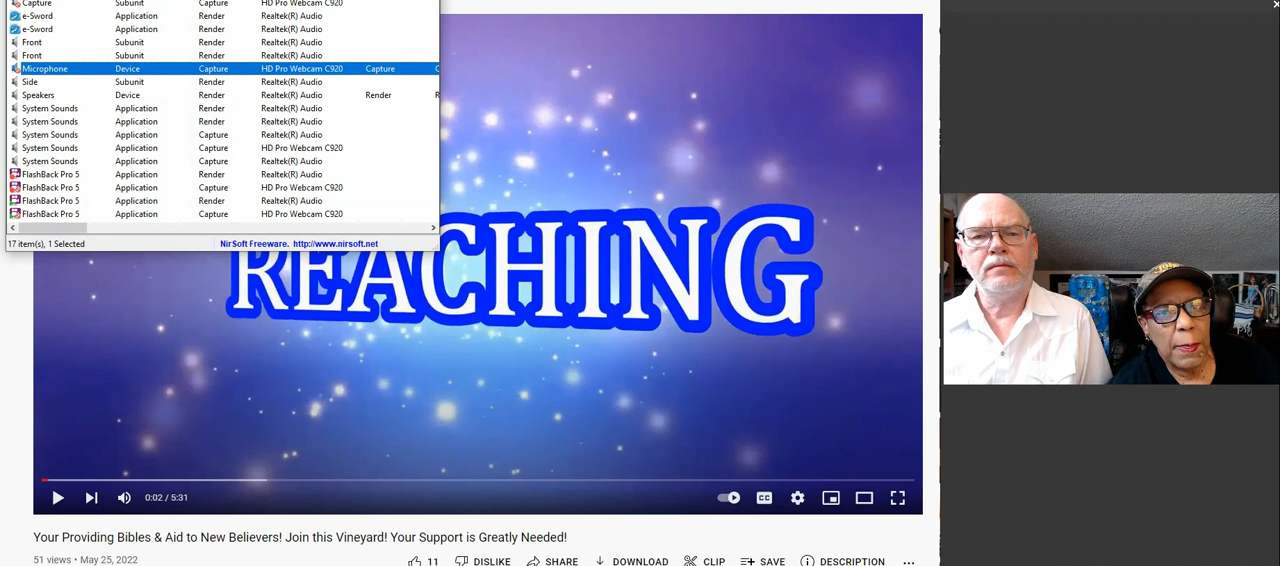 Capture Subunit Capture HD Pro Webcam C920
e-Sword Application Render Realtek(R) Audio
e-Sword Application Render Realtek(R) Audio
Front Subunit Render Realtek(R) Audio
Front Subunit Render Realtek(R) Audio
Microphone Device Capture HD Pro Webcam C920 Capture
Side Subunit Render Realtek(R) Audio
Speakers Device Render Realtek(R) Audio Render
System Sounds Application Render Realtek(R) Audio
System Sounds Application Render Realtek(R) Audio
System Sounds Application Capture Realtek(R) Audio
System Sounds Application Capture HD Pro Webcam C920
System Sounds Application Render Realtek(R) Audio
FlashBack Pro 5 Application Render Realtek(R) Audio
FlashBack Pro 5 Application Capture HD Pro Webcam C920
FlashBack Pro 5 Application Render Realtek(R) Audio
FlashBack Pro 5 Application Capture HD Pro Webcam C920
17 item(s), 1 Selected NirSoft Freeware. http://www.nirsoft.net
REACHING
0:02 / 5:31
CC
Your Providing Bibles & Aid to New Believers! Join this Vineyard! Your Support is Greatly Needed!
51 views • May 25, 2022 11 DISLIKE SHARE DOWNLOAD CLIP SAVE DESCRIPTION